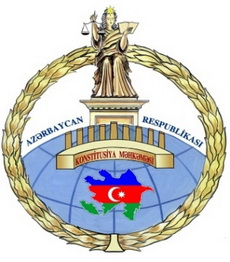 AZƏRBAYCAN RESPUBLİKASI
KONSTİTUSİYA MƏHKƏMƏSİ